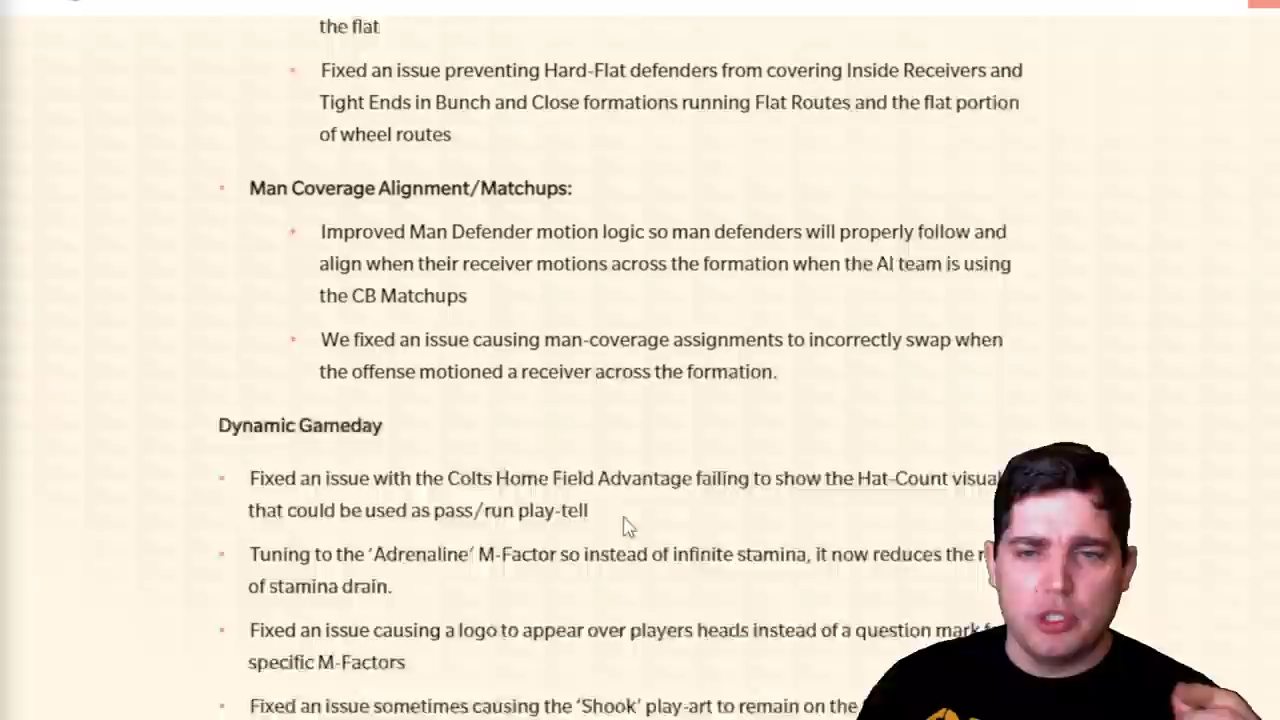 the flat
Fixed an issue preventing Hard-Flat defenders from covering Inside Receivers and
Tight Ends in Bunch and Close formations running Flat Routes and the flat portion
of wheel routes
Man Coverage Alignment/Matchups:
Improved Man Defender motion logic so man defenders will properly follow and
align when their receiver motions across the formation when the AI team is using
the CB Matchups
We fixed an issue causing man-coverage assignments to incorrectly swap when
the offense motioned a receiver across the formation.
Dynamic Gameday
Fixed an issue with the Colts Home Field Advantage failing to show the Hat-Count visual
that could be used as pass/run play-tell
Tuning to the ‘Adrenaline’ M-Factor so instead of infinite stamina, it now reduces the
of stamina drain.
Fixed an issue causing a logo to appear over players heads instead of a question mark
specific M-Factors
Fixed an issue sometimes causing the ‘Shook’ play-art to remain on the